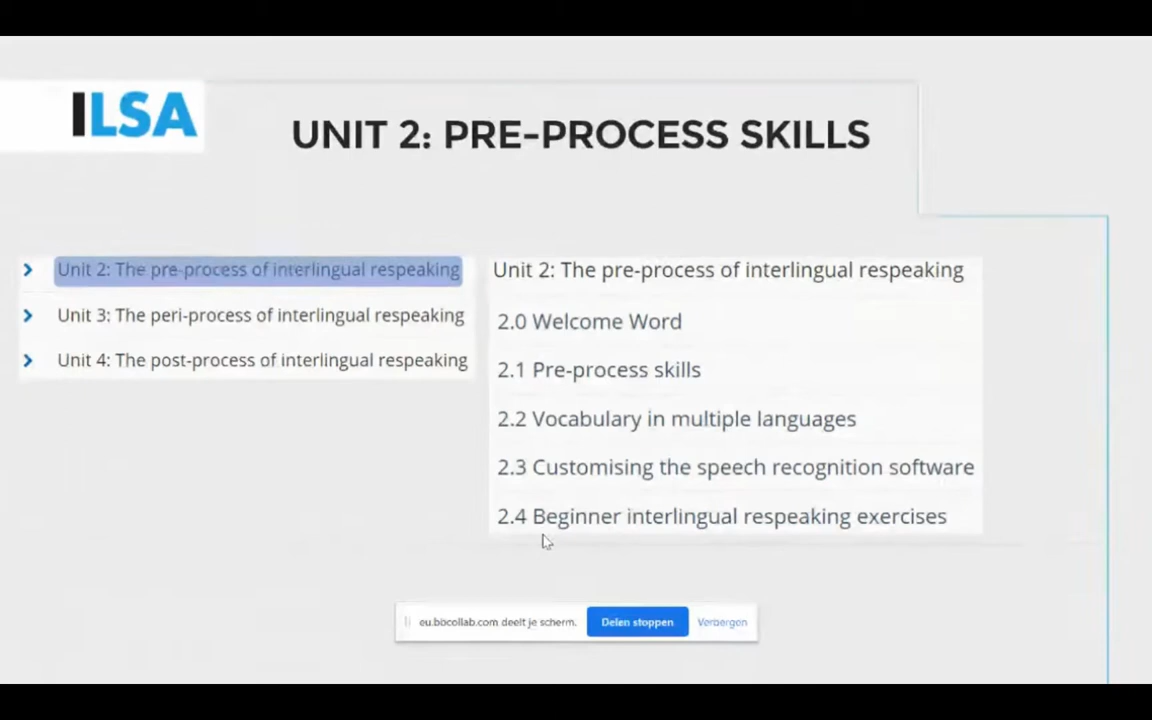 ILSA
UNIT 2: PRE-PROCESS SKILLS
Unit 2: The pre-process of interlingual respeaking
Unit 3: The peri-process of interlingual respeaking
Unit 4: The post-process of interlingual respeaking
Unit 2: The pre-process of interlingual respeaking
2.0 Welcome Word
2.1 Pre-process skills
2.2 Vocabulary in multiple languages
2.3 Customising the speech recognition software
2.4 Beginner interlingual respeaking exercises
eu.bbcollab.com deelt je scherm.
Delen stoppen
Verbergen